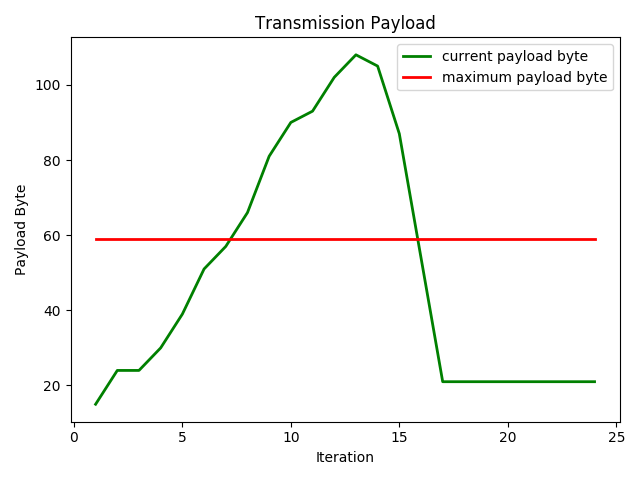 Transmission Payload
current payload byte
maximum payload byte
Payload Byte
100
80
60
40
20
0 5 10 15 20 25
Iteration